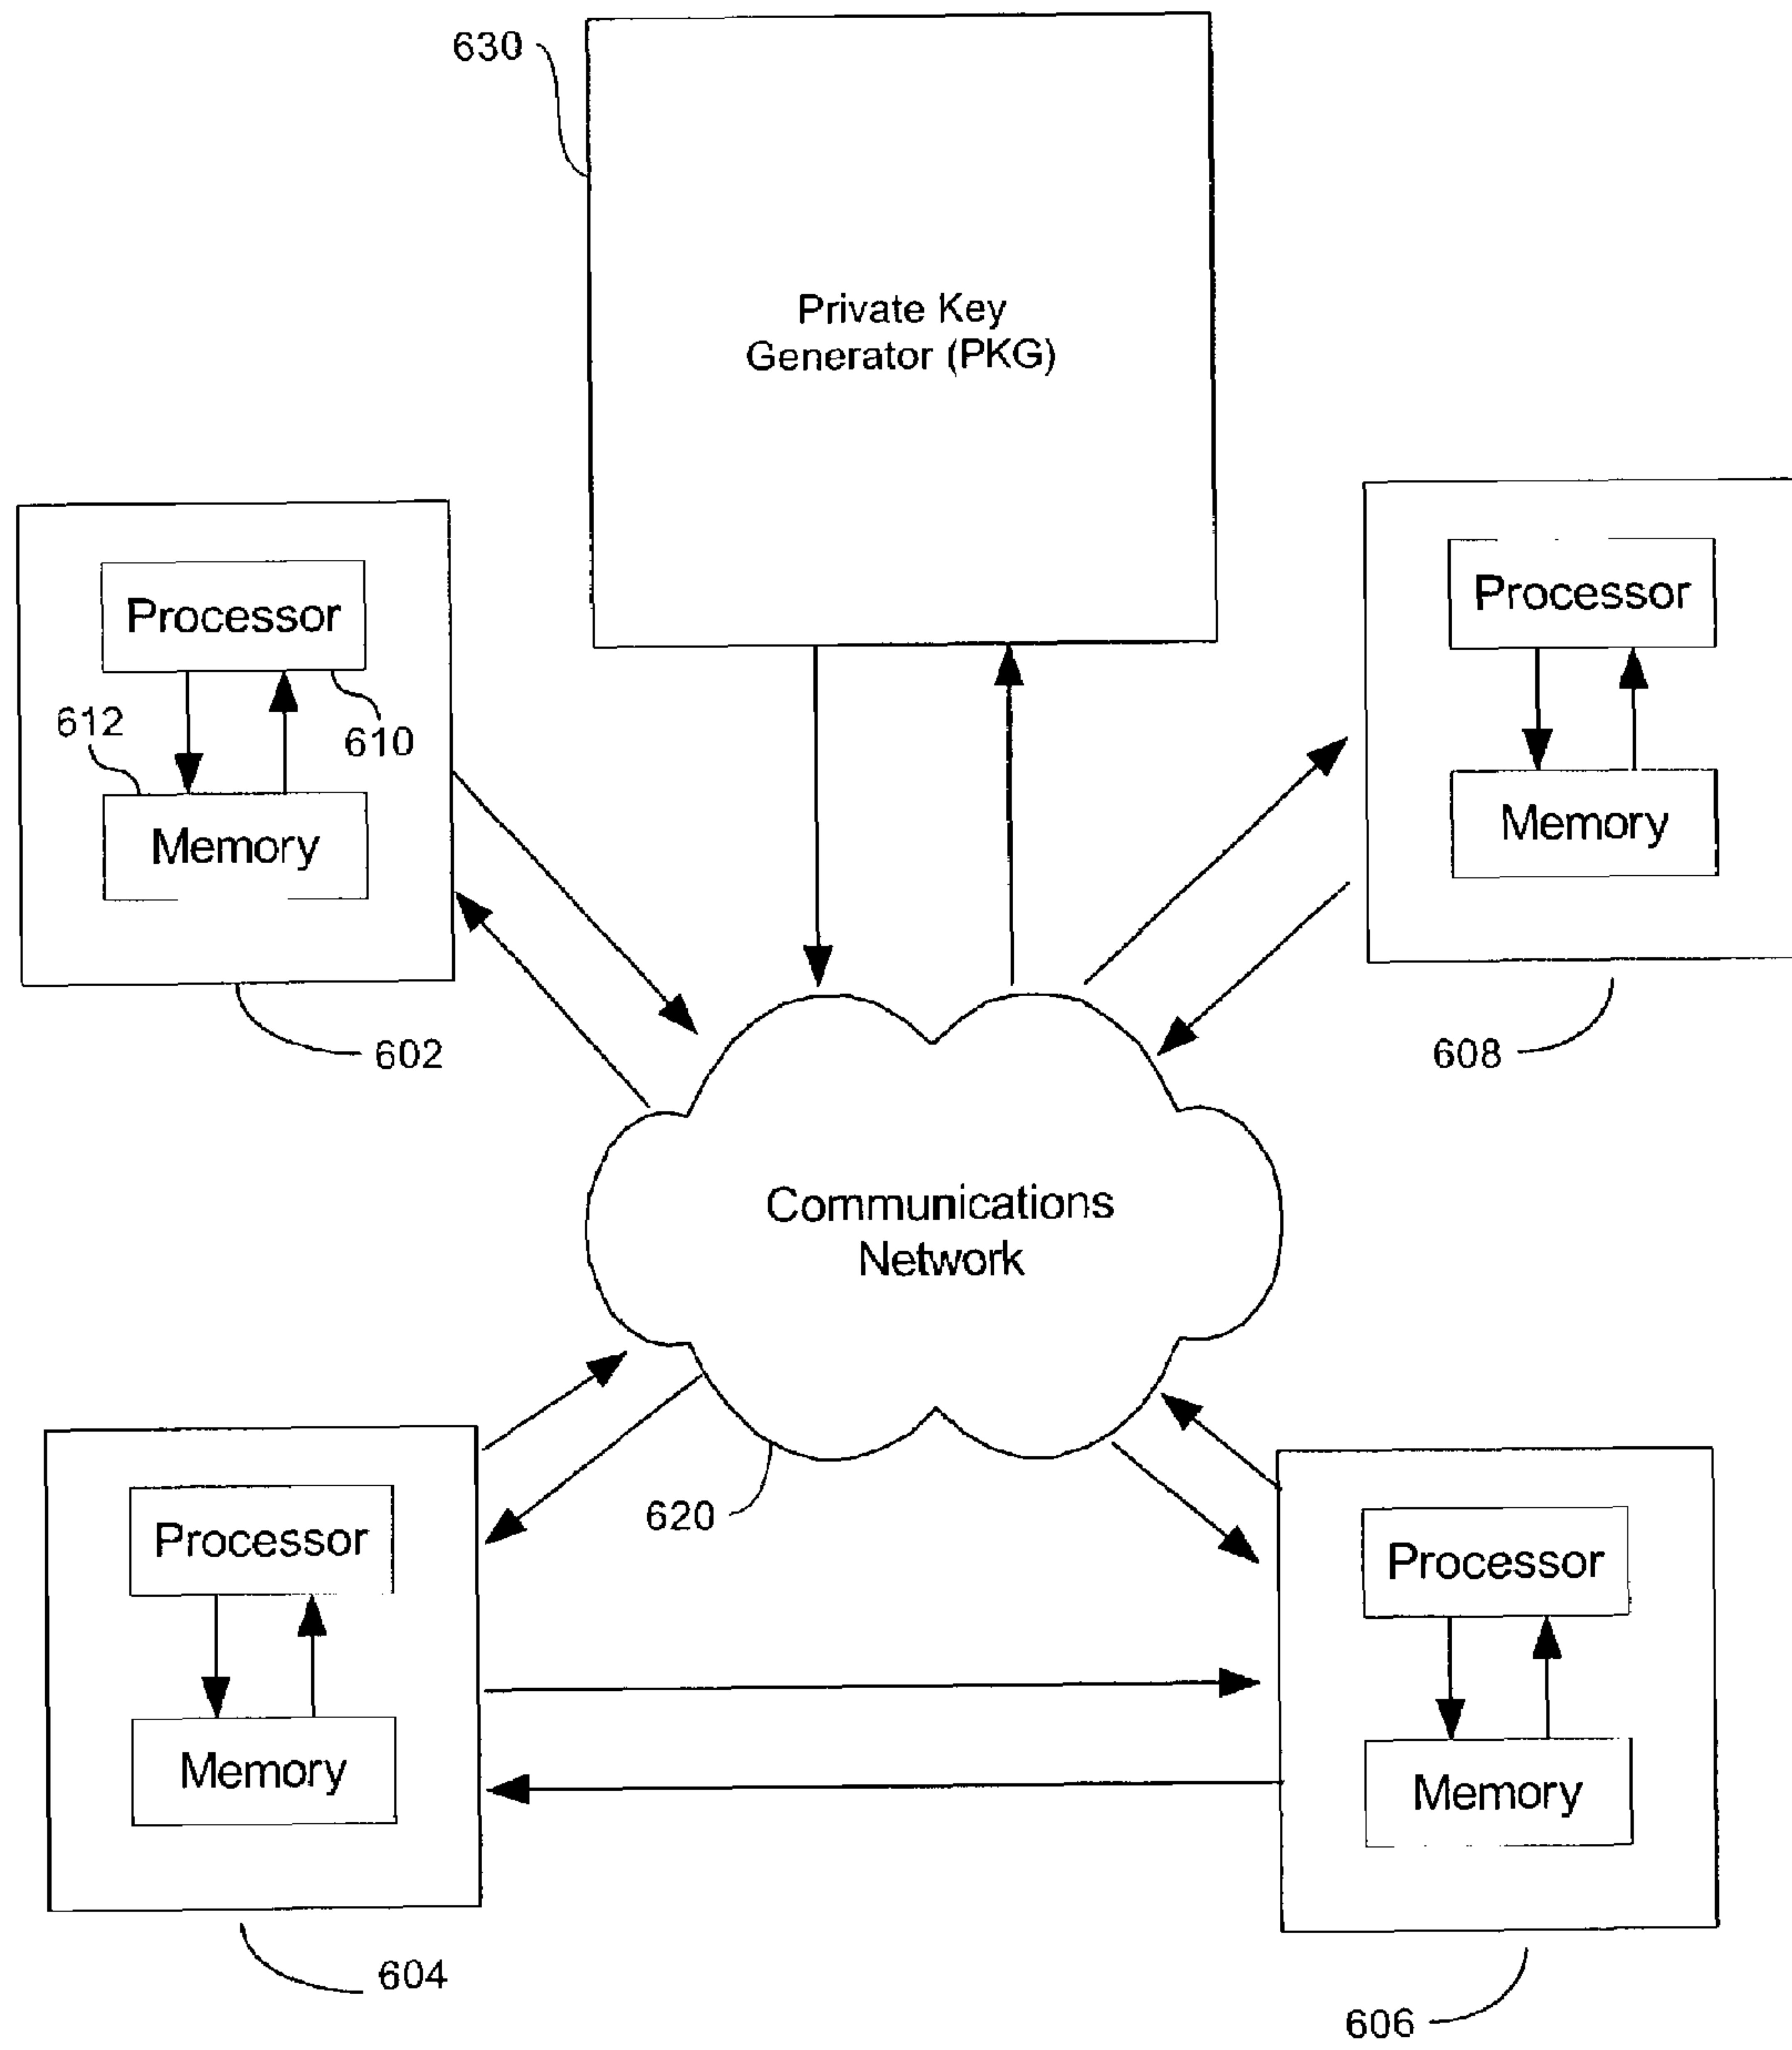 630
Private Key
Generator (PKG)
Processor
612
610
Memory
602
Processor
Memory
608
Communications
Network
620
Processor
Memory
604
Processor
Memory
606